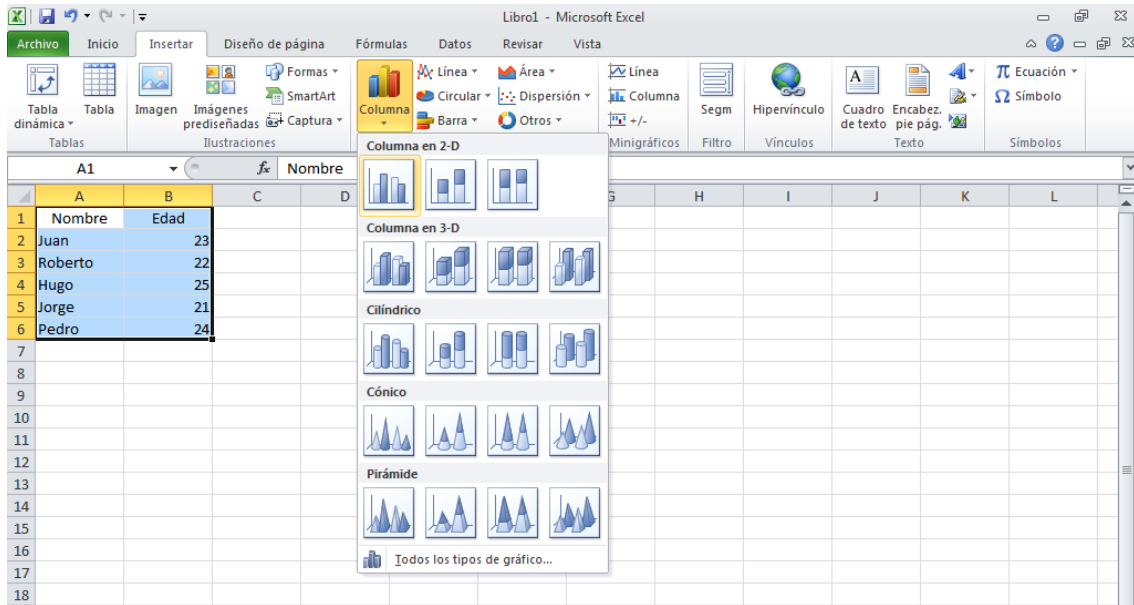 Libro1 - Microsoft Excel
Archivo Inicio Insertar Diseño de página Fórmulas Datos Revisar Vista
Tabla dinámica
Tabla
Tablas
Imagen
Imágenes prediseñadas
Formas
SmartArt
Captura
Ilustraciones
Columna
Línea
Circular
Barra
Área
Dispersión
Otros
Línea
Columna
+/-
Minigráficos
Segm
Filtro
Hipervínculo
Vínculos
Cuadro de texto
Encabez. pie pág.
Texto
π Ecuación
Ω Símbolo
Símbolos
A1 fx Nombre
A B C D G H I J K L
1 Nombre Edad
2 Juan 23
3 Roberto 22
4 Hugo 25
5 Jorge 21
6 Pedro 24
7
8
9
10
11
12
13
14
15
16
17
18
Columna en 2-D
Columna en 3-D
Cilíndrico
Cónico
Pirámide
Todos los tipos de gráfico...